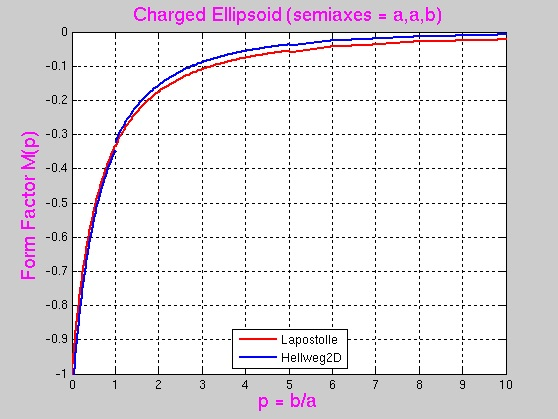 Charged Ellipsoid (semiaxes = a,a,b)
Form Factor M(p)
0
-0.1
-0.2
-0.3
-0.4
-0.5
-0.6
-0.7
-0.8
-0.9
-1
Lapostolle
Hellweg2D
0 1 2 3 4 5 6 7 8 9 10
p = b/a